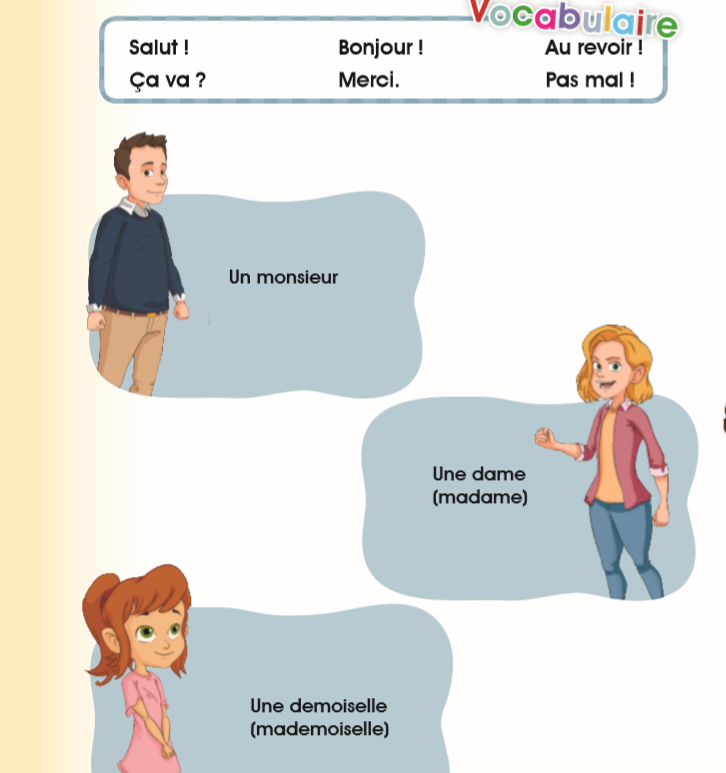 Vocabulaire
Salut ! Bonjour ! Au revoir !
Ça va ? Merci. Pas mal !
Un monsieur
Une dame
(madame)
Une demoiselle
(mademoiselle)